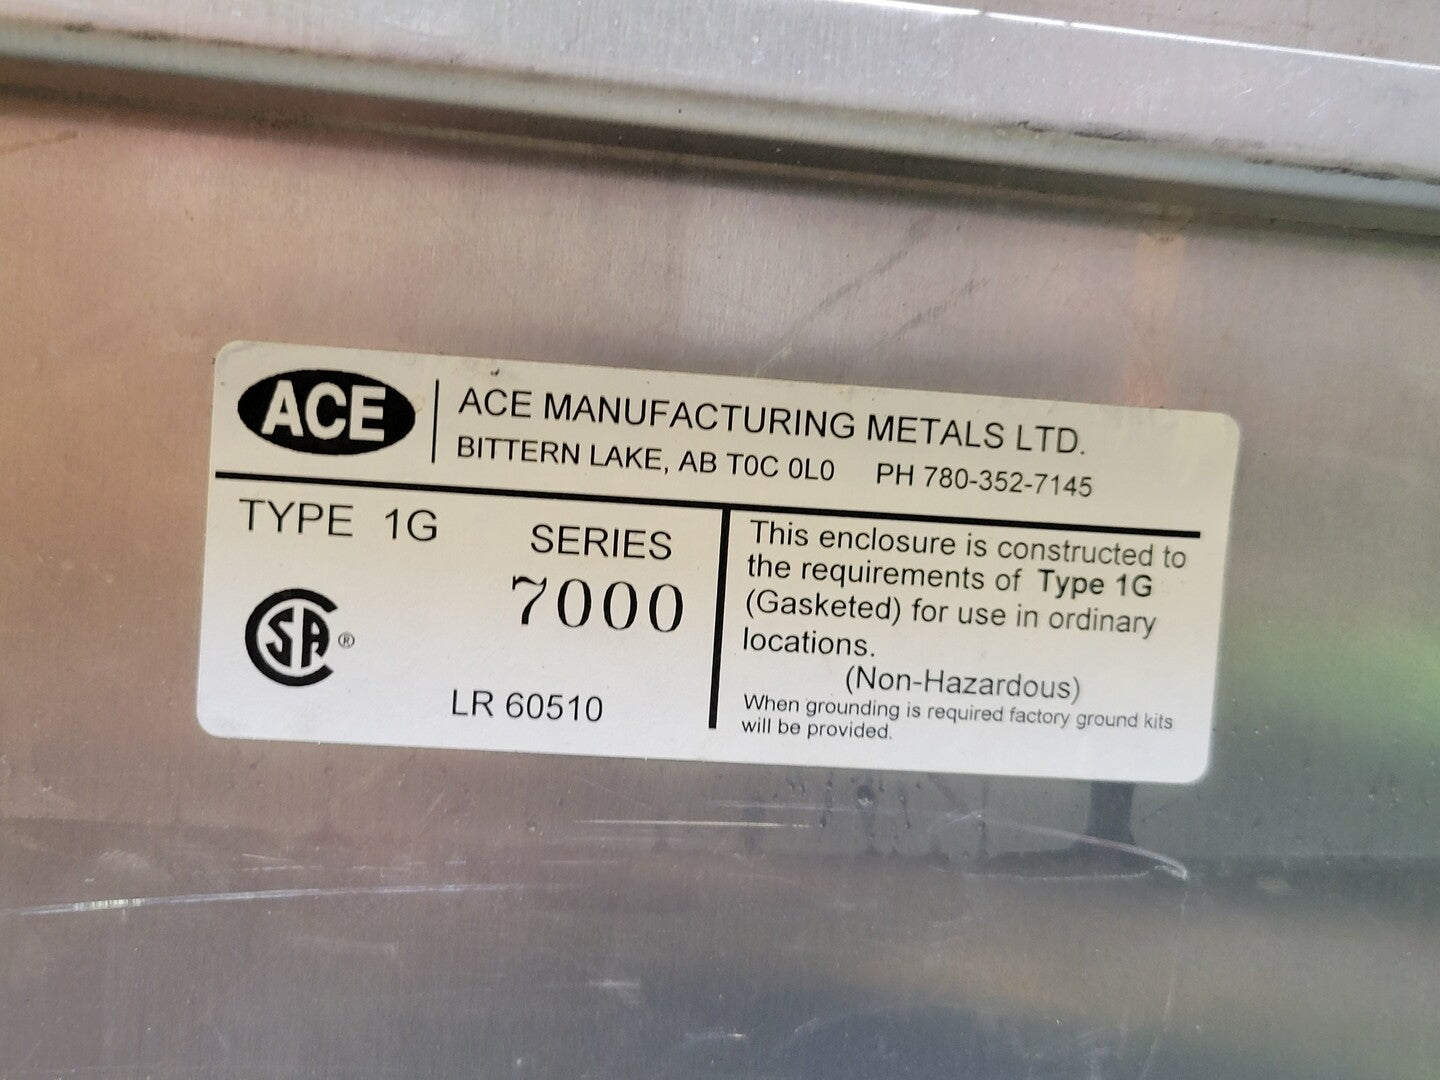 ACE
ACE MANUFACTURING METALS LTD.
BITTERN LAKE, AB T0C 0L0 PH 780-352-7145
TYPE 1G
SERIES
7000
CSA®
LR 60510
This enclosure is constructed to
the requirements of Type 1G
(Gasketed) for use in ordinary
locations.
(Non-Hazardous)
When grounding is required factory ground kits
will be provided.